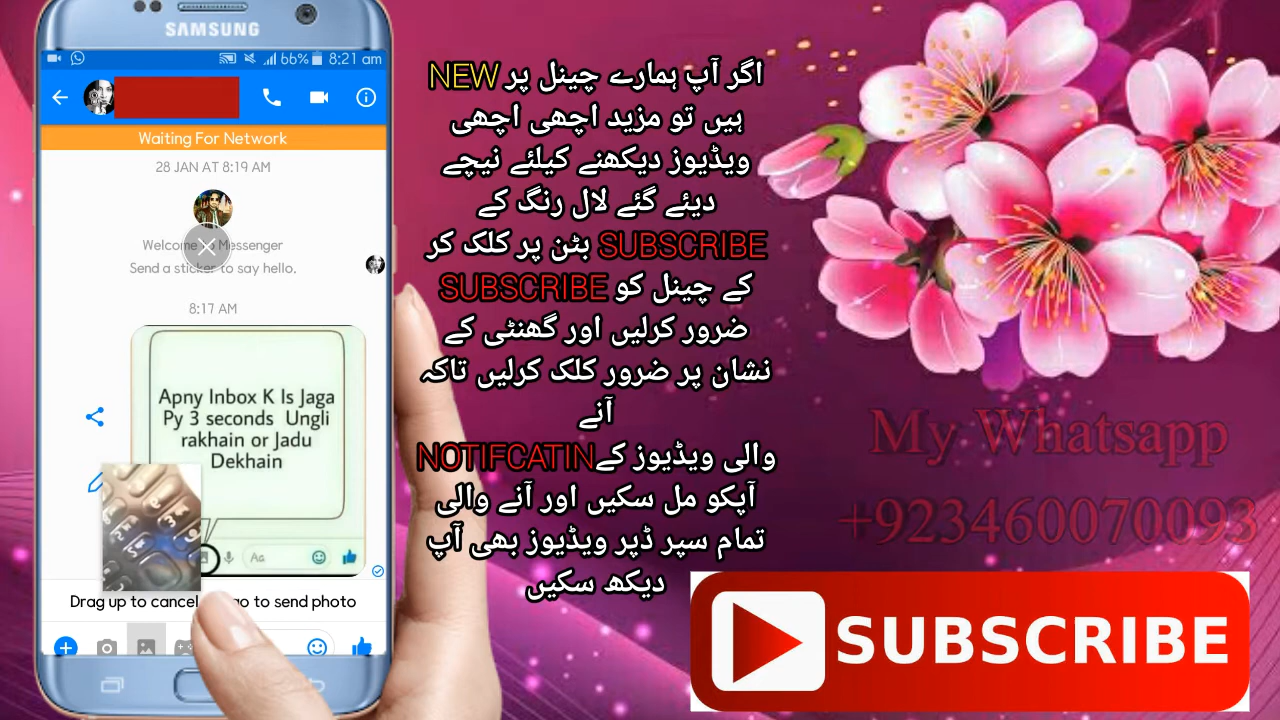 SAMSUNG
66% 8:21 am
Waiting For Network
28 JAN AT 8:19 AM
Welcome to Messenger
Send a sticker to say hello.
8:17 AM
Apny Inbox K Is Jaga
Py 3 seconds Ungli
rakhain or Jadu
Dekhain
Aa
Drag up to cancel go to send photo
اگر آپ ہمارے چینل پر NEW
ہیں تو مزید اچھی اچھی
ویڈیوز دیکھنے کیلئے نیچے
دیئے گئے لال رنگ کے
SUBSCRIBE بٹن پر کلک کر
کے چینل کو SUBSCRIBE
ضرور کرلیں اور گھنٹی کے
نشان پر ضرور کلک کرلیں تاکہ
آنے
والی ویڈیوز کے NOTIFCATIN
آپکو مل سکیں اور آنے والی
تمام سپر ڈپر ویڈیوز بھی آپ
دیکھ سکیں
My Whatsapp
+923460070093
SUBSCRIBE